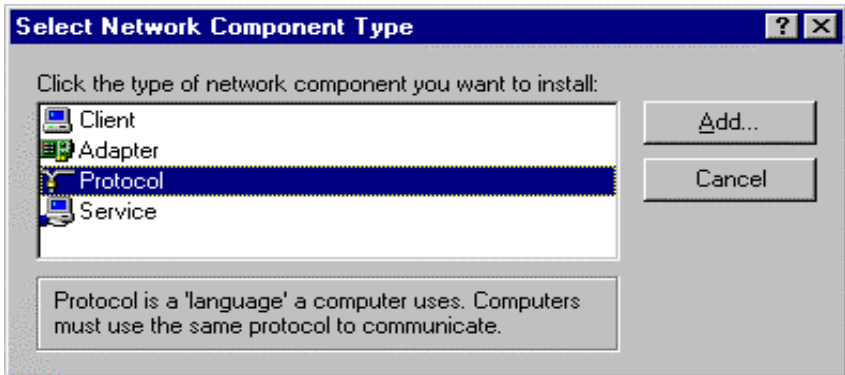 Select Network Component Type
Click the type of network component you want to install:
Client
Adapter
Protocol
Service
Add...
Cancel
Protocol is a 'language' a computer uses. Computers
must use the same protocol to communicate.